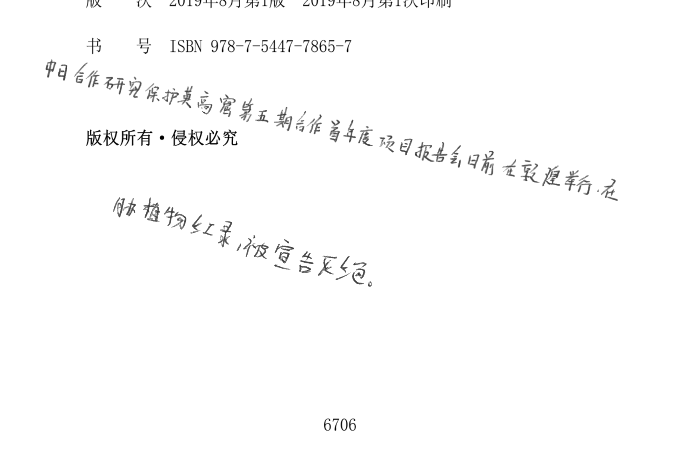 版　　次　2019年8月第1版　2019年8月第1次印刷
书　　号　ISBN 978-7-5447-7865-7
中日合作研究保护莫高窟第五期合作首年度项目报告会日前在敦煌举行.在
版权所有·侵权必究
胁植物红录,被宣告灭绝。
6706